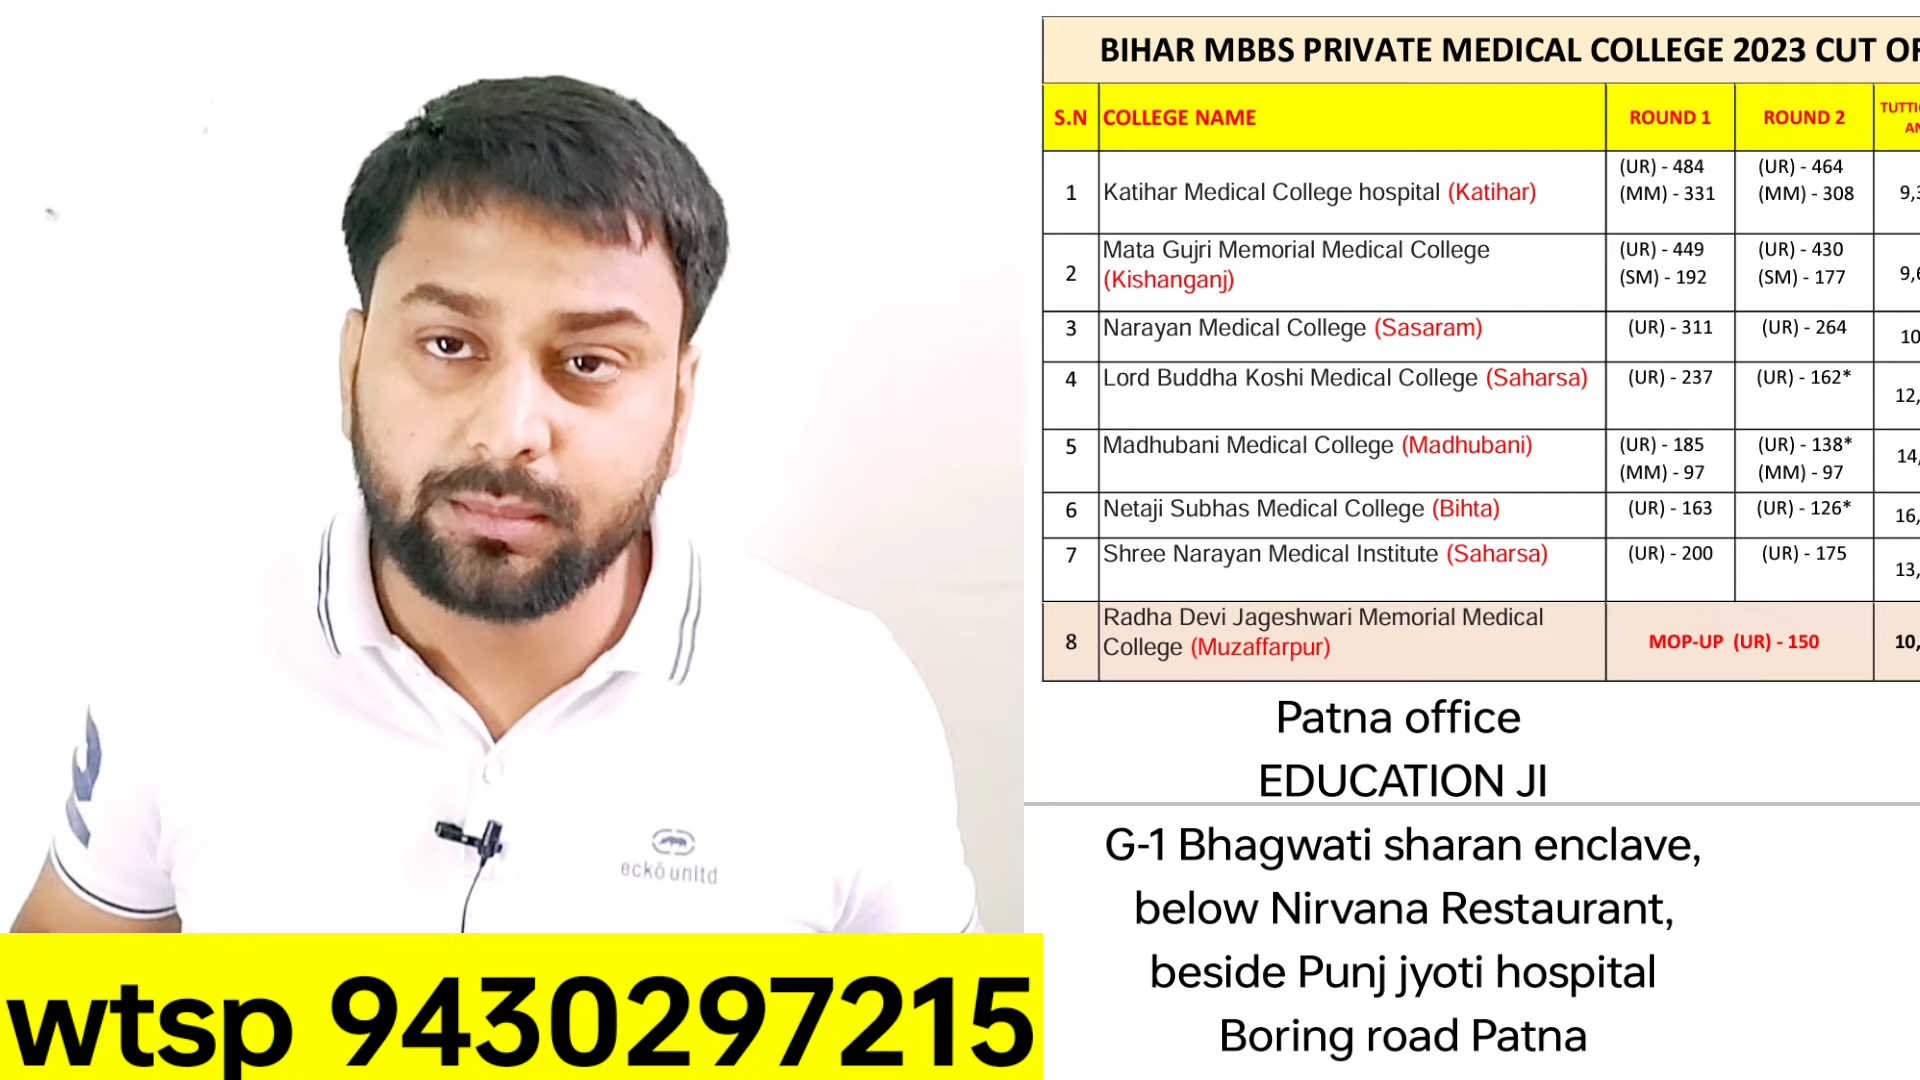 BIHAR MBBS PRIVATE MEDICAL COLLEGE 2023 CUT
S.N COLLEGE NAME ROUND 1 ROUND 2
1 Katihar Medical College hospital (Katihar) (UR) - 484 (MM) - 331 (UR) - 464 (MM) - 308
2 Mata Gujri Memorial Medical College (Kishanganj) (UR) - 449 (SM) - 192 (UR) - 430 (SM) - 177
3 Narayan Medical College (Sasaram) (UR) - 311 (UR) - 264
4 Lord Buddha Koshi Medical College (Saharsa) (UR) - 237 (UR) - 162*
5 Madhubani Medical College (Madhubani) (UR) - 185 (MM) - 97 (UR) - 138* (MM) - 97
6 Netaji Subhas Medical College (Bihta) (UR) - 163 (UR) - 126*
7 Shree Narayan Medical Institute (Saharsa) (UR) - 200 (UR) - 175
8 Radha Devi Jageshwari Memorial Medical College (Muzaffarpur) MOP-UP (UR) - 150
Patna office
EDUCATION JI
G-1 Bhagwati sharan enclave,
below Nirvana Restaurant,
beside Punj jyoti hospital
Boring road Patna
eckō unltd
wtsp 9430297215